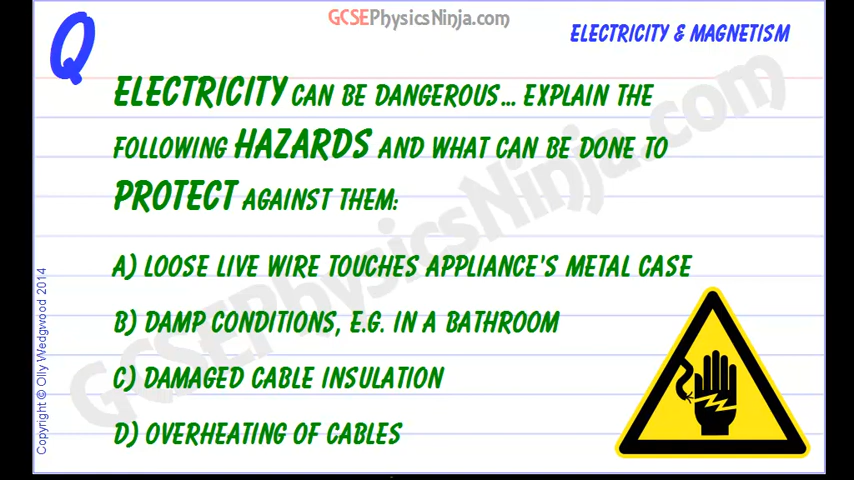 GCSEPhysicsNinja.com
Q
ELECTRICITY & MAGNETISM
ELECTRICITY CAN BE DANGEROUS... EXPLAIN THE
FOLLOWING HAZARDS AND WHAT CAN BE DONE TO
PROTECT AGAINST THEM:
A) LOOSE LIVE WIRE TOUCHES APPLIANCE'S METAL CASE
B) DAMP CONDITIONS, E.G. IN A BATHROOM
C) DAMAGED CABLE INSULATION
D) OVERHEATING OF CABLES
GCSEPhysicsNinja.com
Copyright © Olly Wedgwood 2014